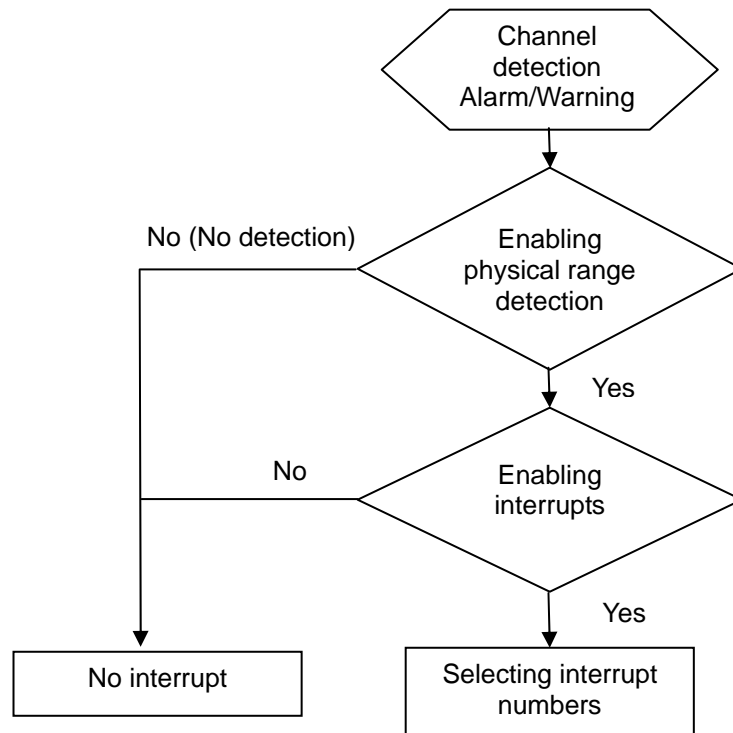 Channel
detection
Alarm/Warning
No (No detection)
Enabling
physical range
detection
Yes
No
Enabling
interrupts
Yes
No interrupt
Selecting interrupt
numbers